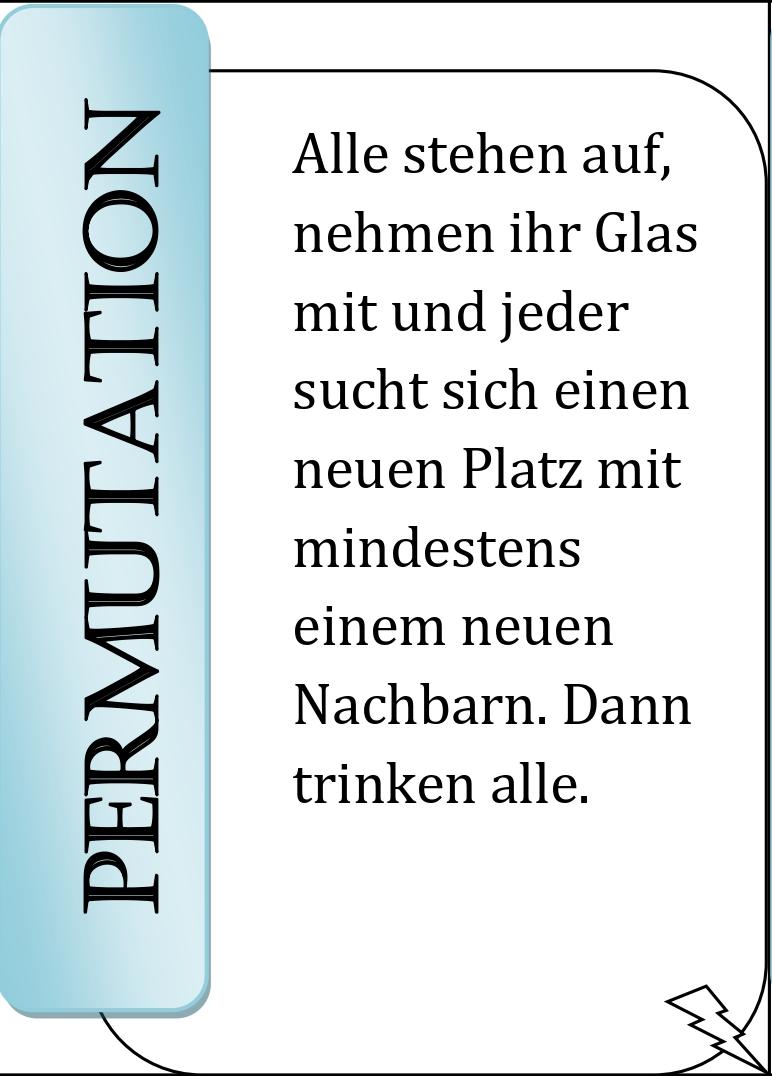 PERMUTATION
Alle stehen auf,
nehmen ihr Glas
mit und jeder
sucht sich einen
neuen Platz mit
mindestens
einem neuen
Nachbarn. Dann
trinken alle.